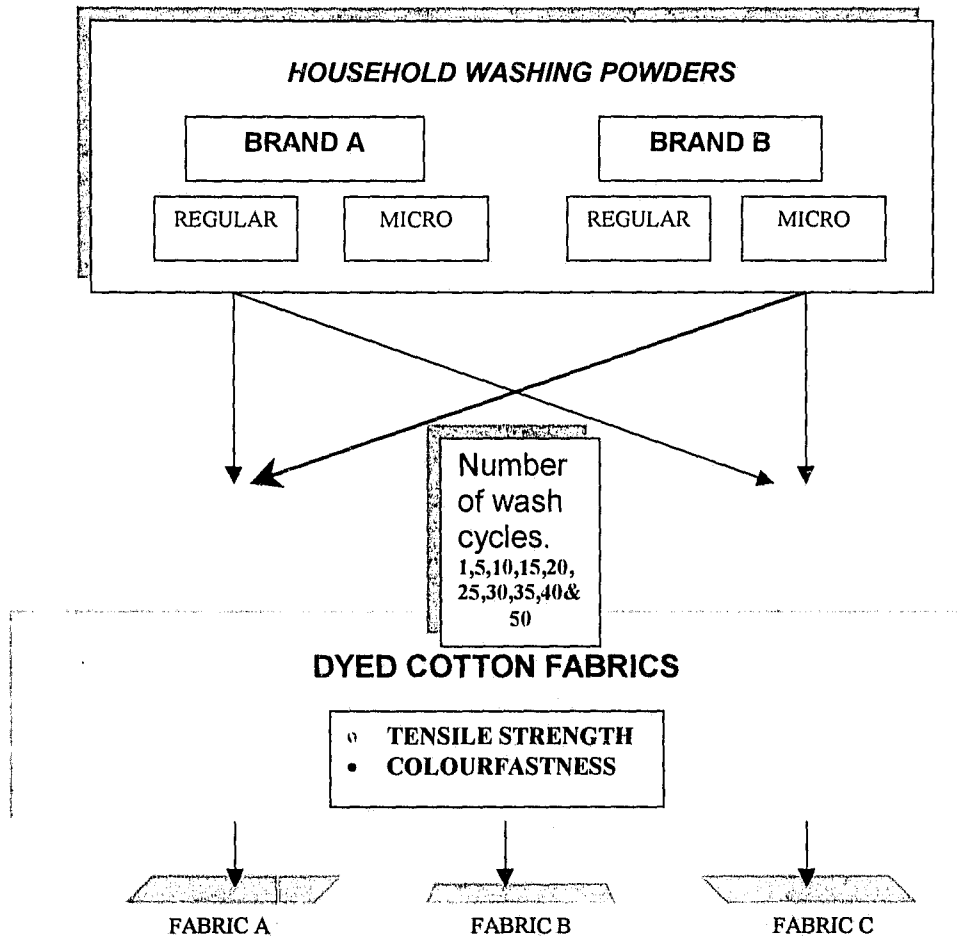 HOUSEHOLD WASHING POWDERS
BRAND A
BRAND B
REGULAR
MICRO
REGULAR
MICRO
Number
of wash
cycles.
1,5,10,15,20,
25,30,35,40&
50
DYED COTTON FABRICS
TENSILE STRENGTH
• COLOURFASTNESS
FABRIC A
FABRIC B
FABRIC C